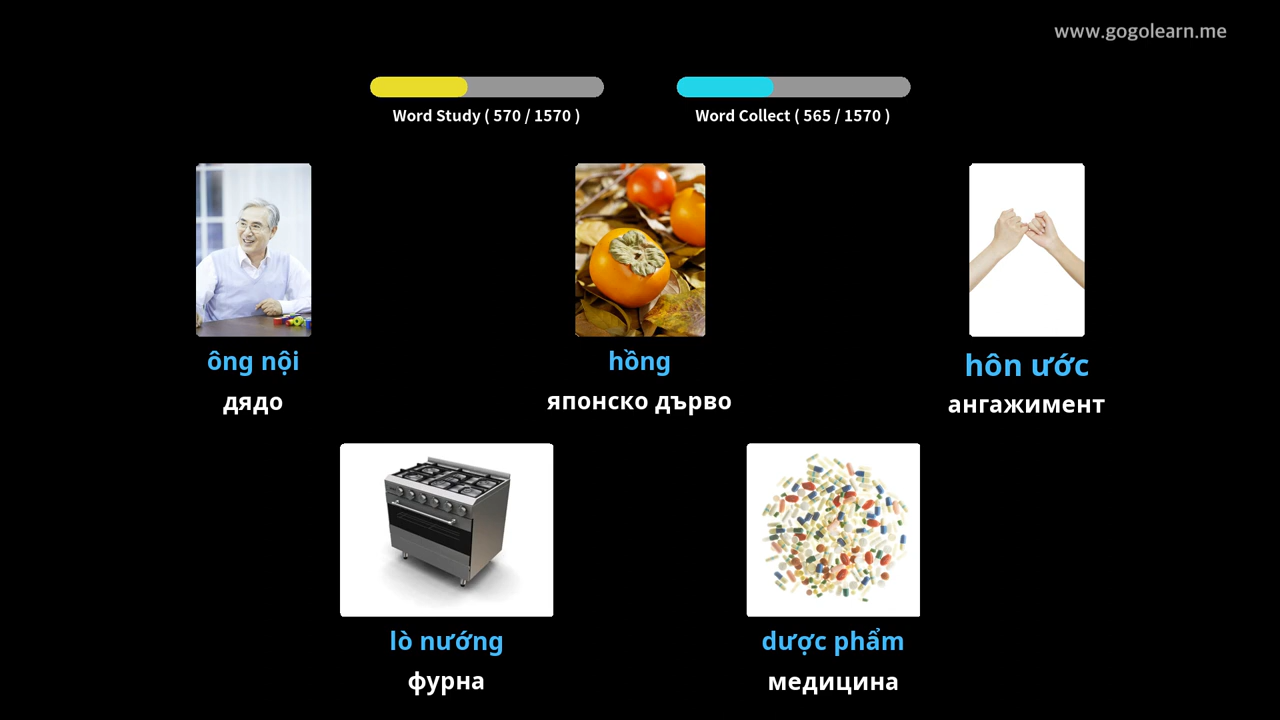 www.gogolearn.me
Word Study ( 570 / 1570 )
Word Collect ( 565 / 1570 )
ông nội
дядо
hồng
японско дърво
hôn ước
ангажимент
lò nướng
фурна
dược phẩm
медицина